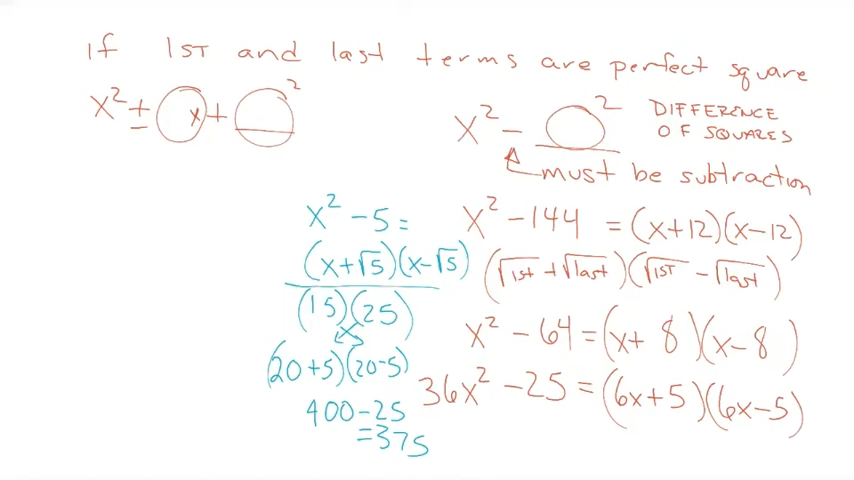 If 1ST and last terms are perfect square
x² ± ◯x + ◯²
x² - ◯² DIFFERENCE
OF SQUARES
must be subtraction
x² - 5 =
(x+√5)(x-√5)
(15)(25)
(20+5)(20-5)
400-25
=375
x² - 144 = (x+12)(x-12)
(√1st + √last)(√1ST - √last)
x² - 64 = (x+ 8)(x- 8)
36x² - 25 = (6x+5)(6x-5)